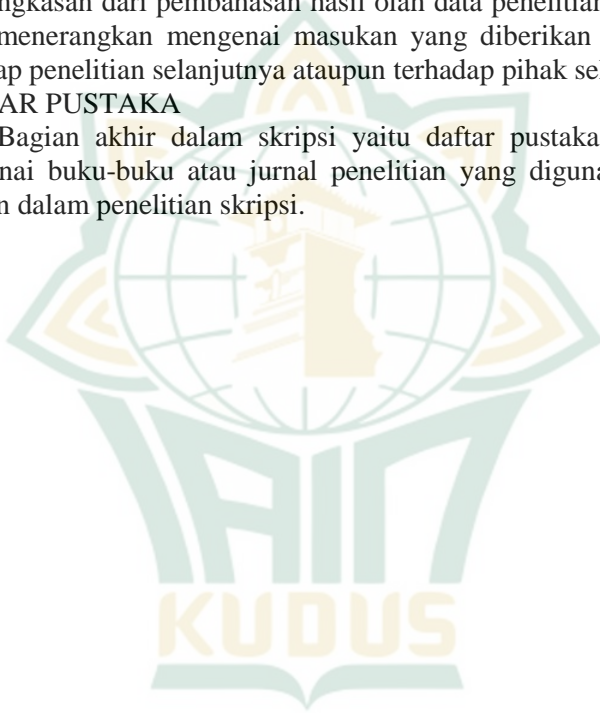 ngkasan dari pembahasan hasil olah data penelitian
menerangkan mengenai masukan yang diberikan
ap penelitian selanjutnya ataupun terhadap pihak sel
AR PUSTAKA
Bagian akhir dalam skripsi yaitu daftar pustaka
nai buku-buku atau jurnal penelitian yang diguna
n dalam penelitian skripsi.
IAIN
KUDUS